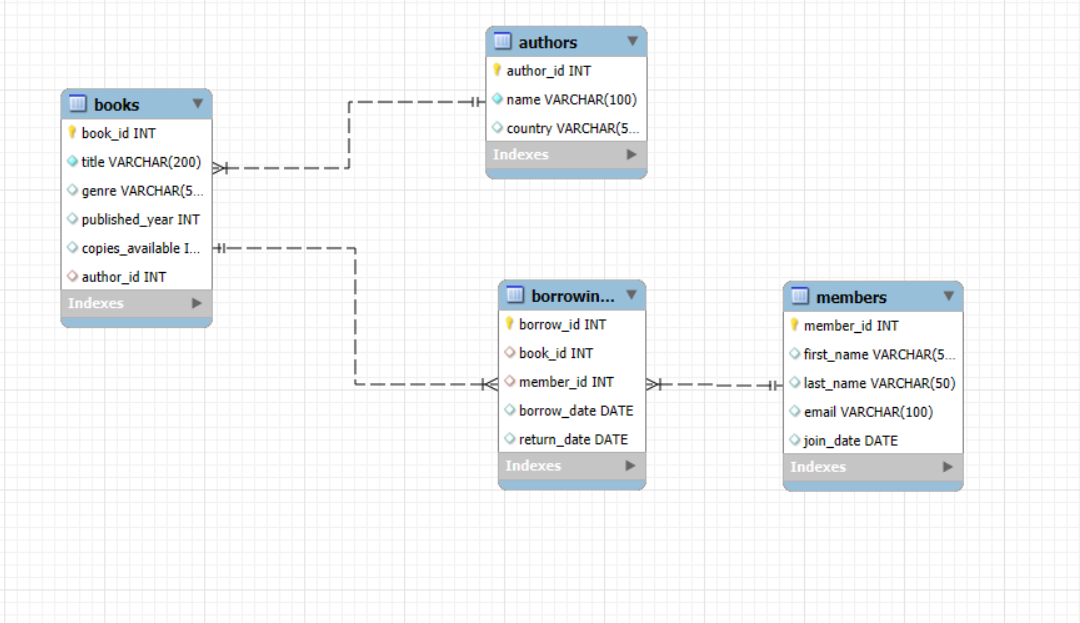 authors
author_id INT
name VARCHAR(100)
country VARCHAR(5...
Indexes
books
book_id INT
title VARCHAR(200)
genre VARCHAR(5...
published_year INT
copies_available I...
author_id INT
Indexes
borrowin...
borrow_id INT
book_id INT
member_id INT
borrow_date DATE
return_date DATE
Indexes
members
member_id INT
first_name VARCHAR(5...
last_name VARCHAR(50)
email VARCHAR(100)
join_date DATE
Indexes